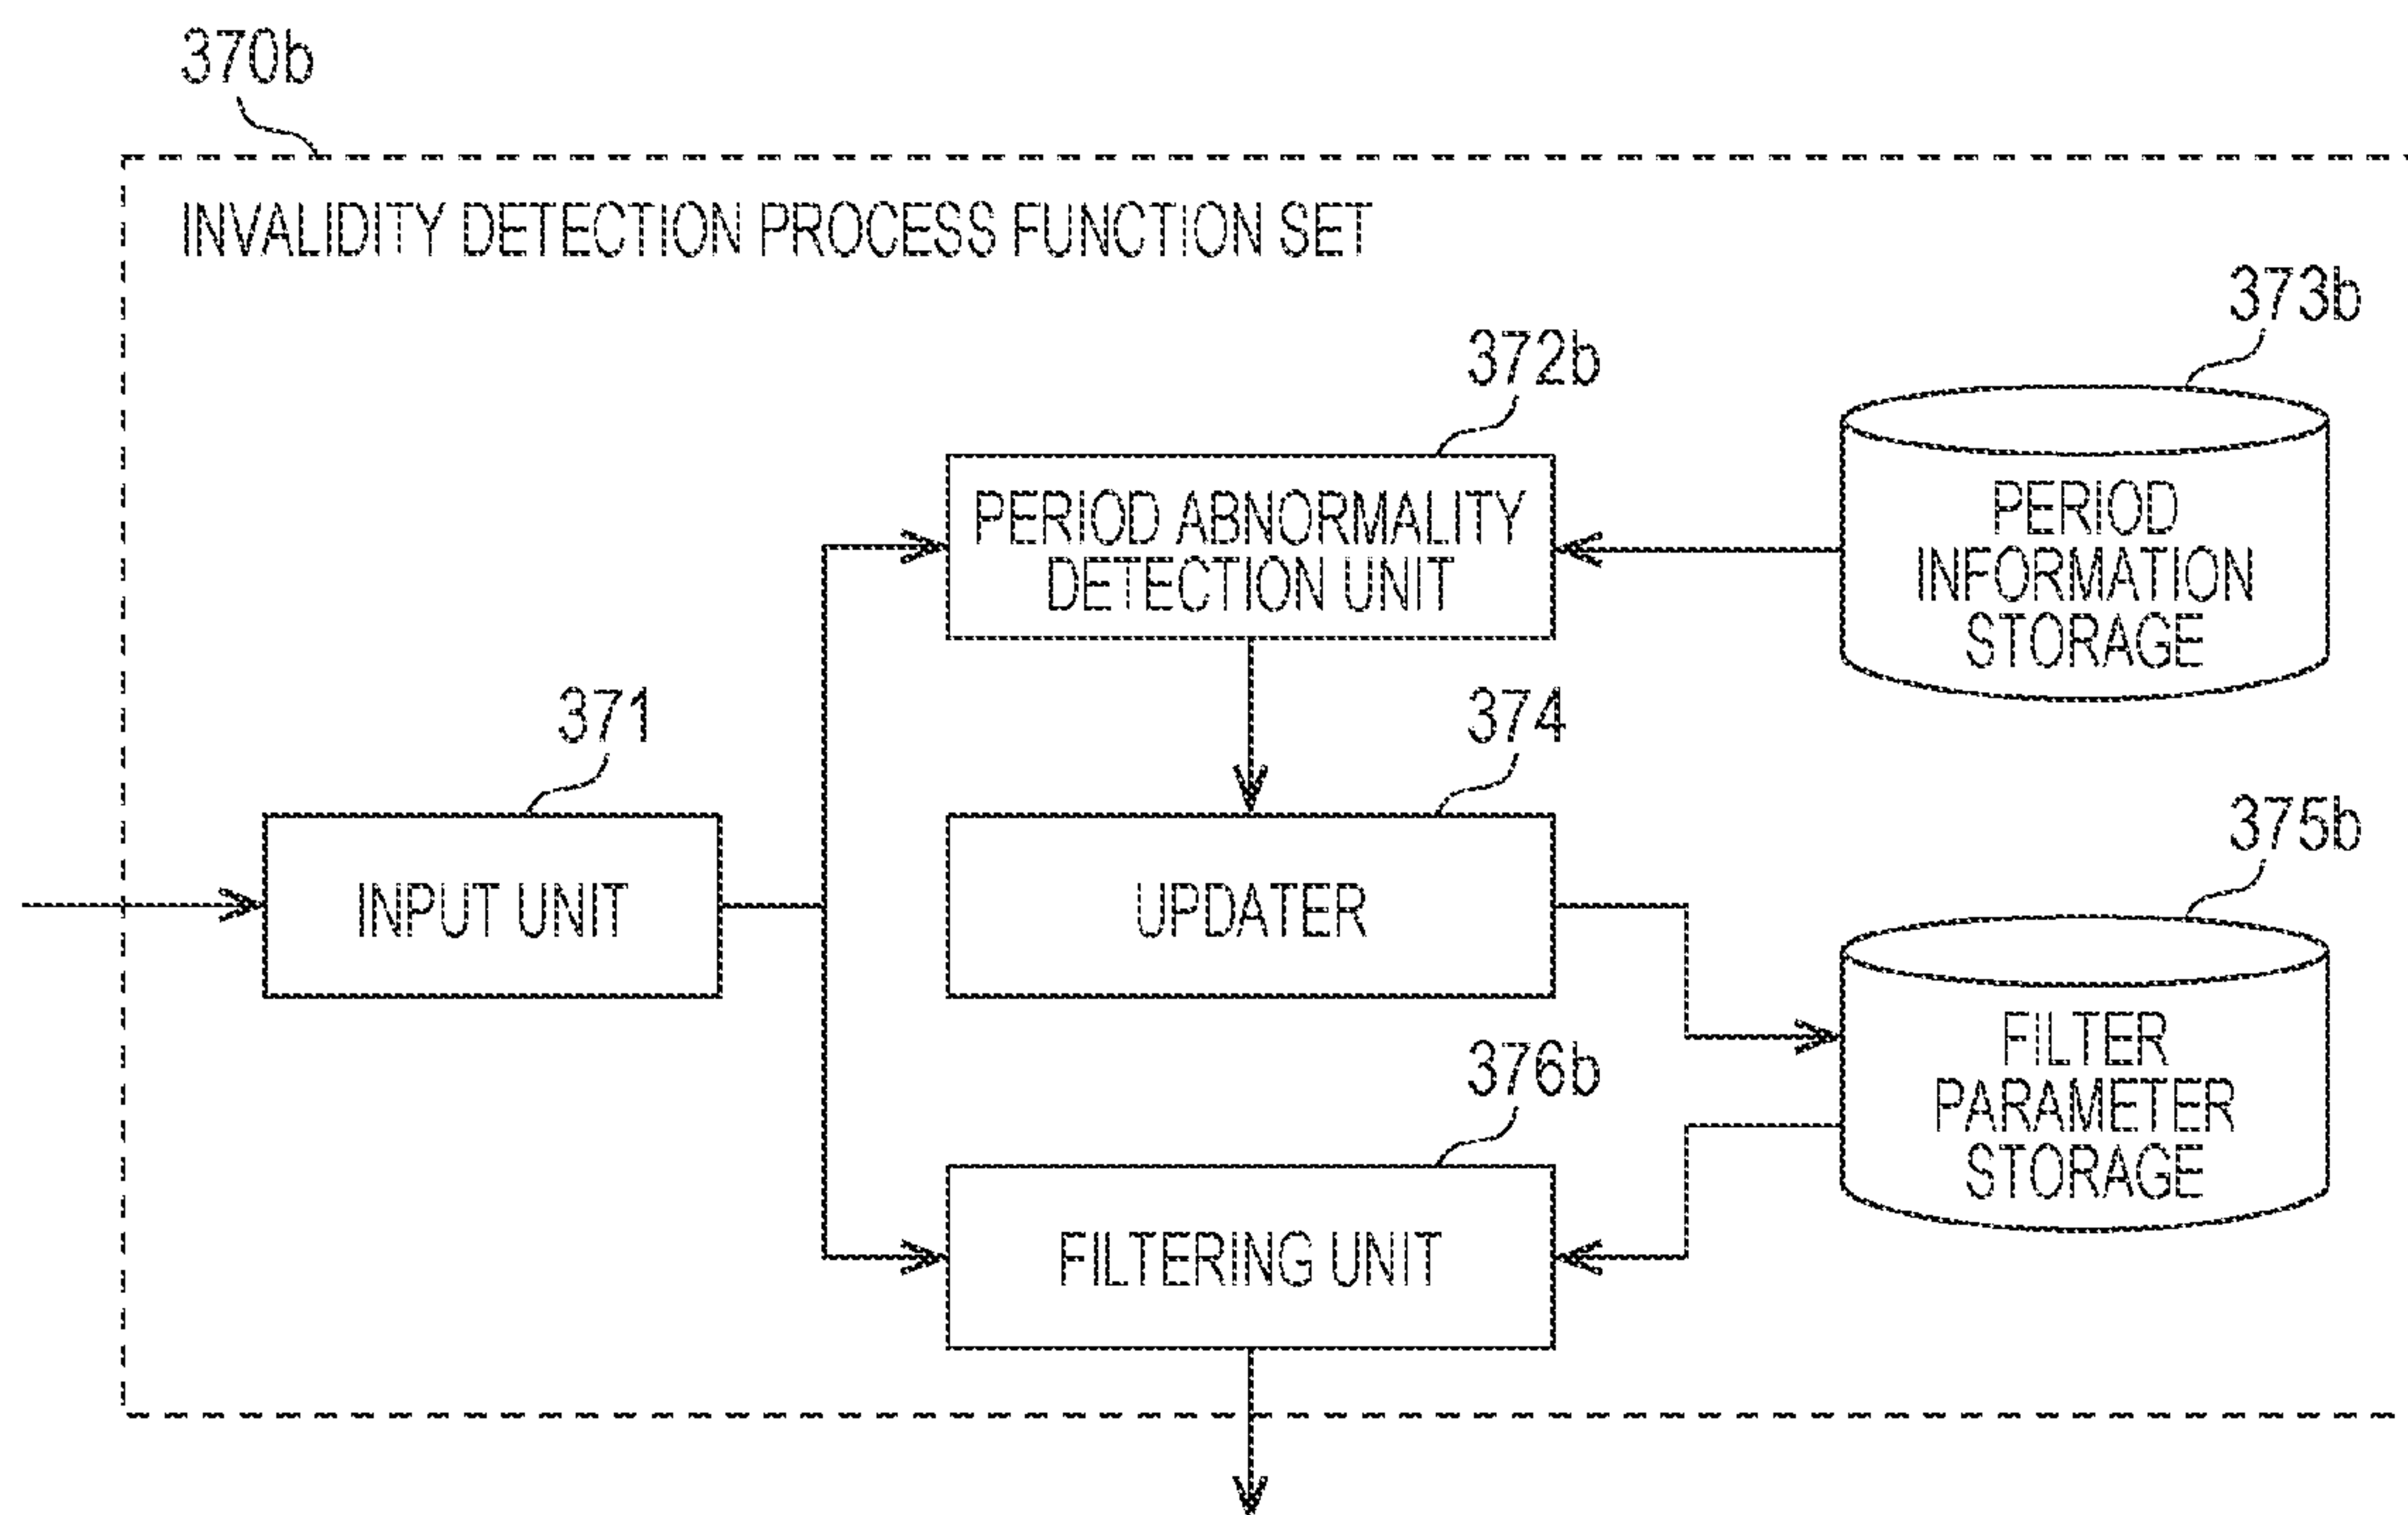 370b
INVALIDITY DETECTION PROCESS FUNCTION SET
373b
372b
PERIOD ABNORMALITY
DETECTION UNIT
PERIOD
INFORMATION
STORAGE
371
374
375b
INPUT UNIT
UPDATER
FILTER
PARAMETER
STORAGE
376b
FILTERING UNIT